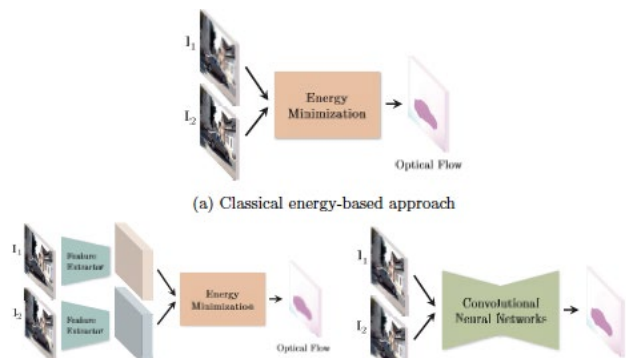 I1
Energy
Minimization
I2
Optical Flow
(a) Classical energy-based approach
I1
Feature
Extractor
I2
Feature
Extractor
Energy
Minimization
Optical Flow
I1
I2
Convolutional
Neural Networks